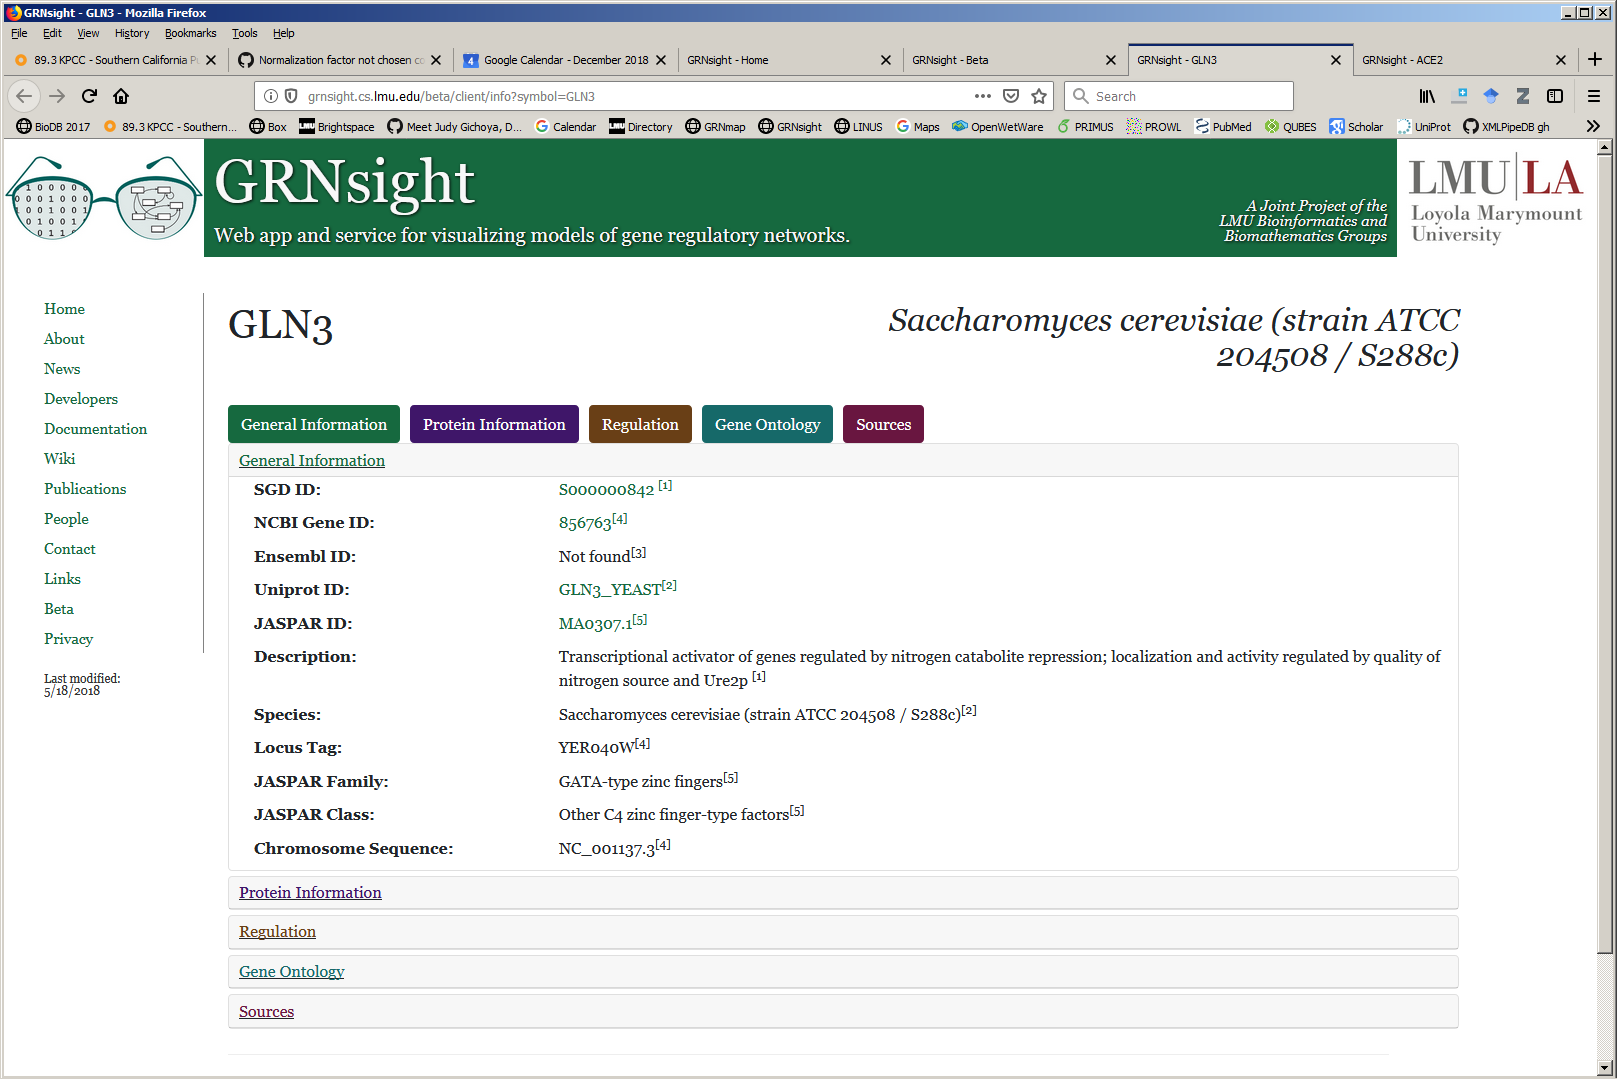 GRNsight - GLN3 - Mozilla Firefox
File Edit View History Bookmarks Tools Help
89.3 KPCC - Southern California Pu
Normalization factor not chosen co
4 Google Calendar - December 2018
GRNsight - Home
GRNsight - Beta
GRNsight - GLN3
GRNsight - ACE2
grnsight.cs.lmu.edu/beta/client/info?symbol=GLN3
Search
BioDB 2017 89.3 KPCC - Southern... Box Brightspace Meet Judy Gichoya, D... Calendar Directory GRNmap GRNsight LINUS Maps OpenWetWare PRIMUS PROWL PubMed QUBES Scholar UniProt XMLPipeDB gh
GRNsight
Web app and service for visualizing models of gene regulatory networks.
A Joint Project of the
LMU Bioinformatics and
Biomathematics Groups
LMU|LA
Loyola Marymount
University
Home
About
News
Developers
Documentation
Wiki
Publications
People
Contact
Links
Beta
Privacy
Last modified:
5/18/2018
GLN3
Saccharomyces cerevisiae (strain ATCC
204508 / S288c)
General Information Protein Information Regulation Gene Ontology Sources
General Information
SGD ID: S000000842 [1]
NCBI Gene ID: 856763[4]
Ensembl ID: Not found[3]
Uniprot ID: GLN3_YEAST[2]
JASPAR ID: MA0307.1[5]
Description: Transcriptional activator of genes regulated by nitrogen catabolite repression; localization and activity regulated by quality of
nitrogen source and Ure2p [1]
Species: Saccharomyces cerevisiae (strain ATCC 204508 / S288c)[2]
Locus Tag: YER040W[4]
JASPAR Family: GATA-type zinc fingers[5]
JASPAR Class: Other C4 zinc finger-type factors[5]
Chromosome Sequence: NC_001137.3[4]
Protein Information
Regulation
Gene Ontology
Sources